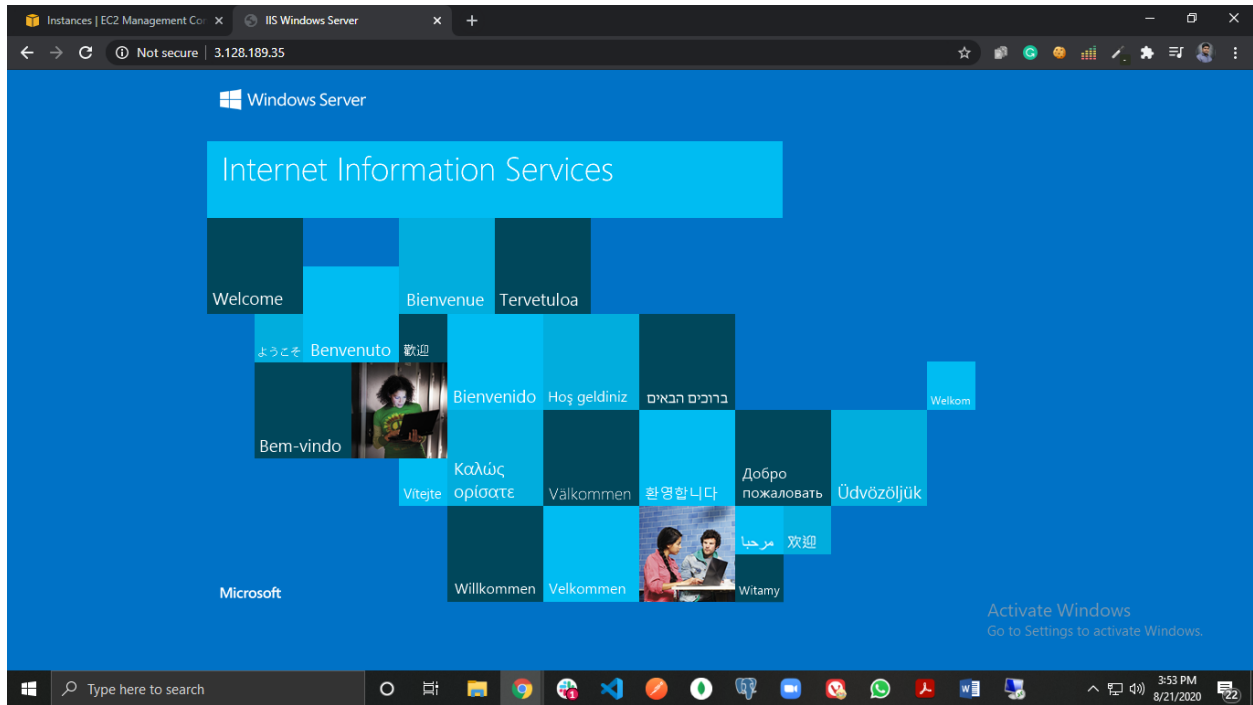 Instances | EC2 Management Co
IIS Windows Server
Not secure
3.128.189.35
Windows Server
Internet Information Services
Welcome
Bienvenue
Tervetuloa
ようこそ
Benvenuto
歡迎
Bienvenido
Hoş geldiniz
ברוכים הבאים
Welkom
Bem-vindo
Vítejte
Καλώς
ορίσατε
Välkommen
환영합니다
Добро
пожаловать
Üdvözöljük
مرحبا
欢迎
Willkommen
Velkommen
Witamy
Microsoft
Activate Windows
Go to Settings to activate Windows.
Type here to search
3:53 PM
8/21/2020
22